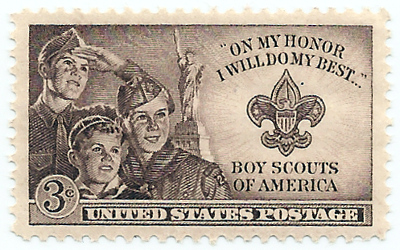 "ON MY HONOR
I WILL DO MY BEST..."
BOY SCOUTS
OF AMERICA
3¢
UNITED STATES POSTAGE